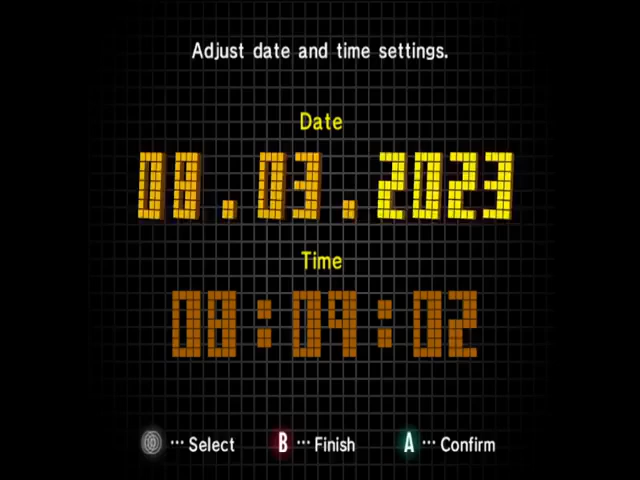 Adjust date and time settings.
Date
08.03.2023
Time
08:09:02
••• Select B ••• Finish A ••• Confirm